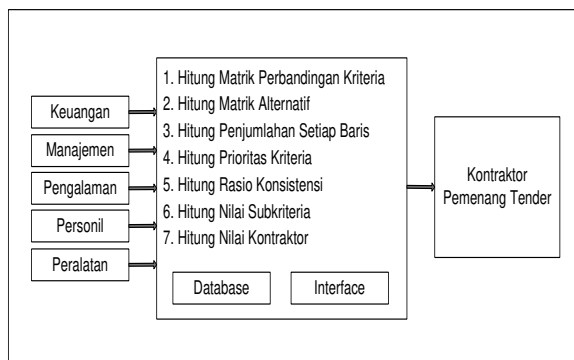 Keuangan
Manajemen
Pengalaman
Personil
Peralatan
1. Hitung Matrik Perbandingan Kriteria
2. Hitung Matrik Alternatif
3. Hitung Penjumlahan Setiap Baris
4. Hitung Prioritas Kriteria
5. Hitung Rasio Konsistensi
6. Hitung Nilai Subkriteria
7. Hitung Nilai Kontraktor
Database
Interface
Kontraktor
Pemenang Tender